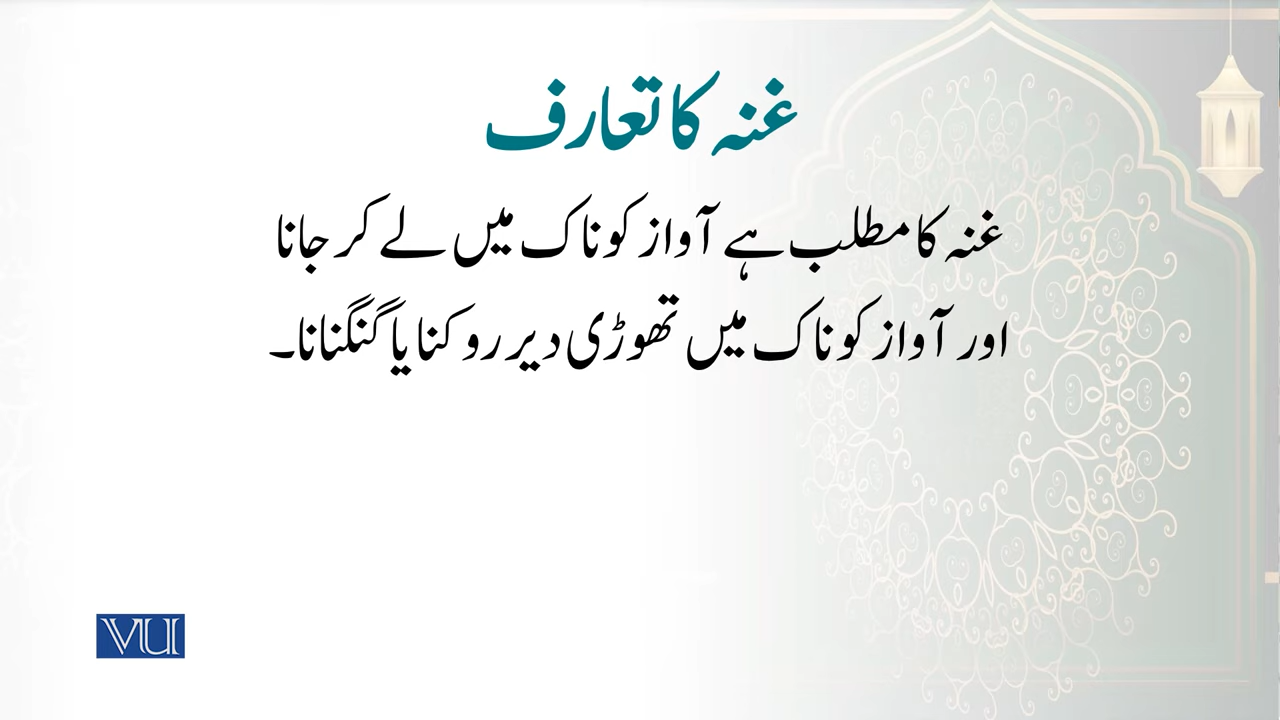 غنہ کا تعارف
غنہ کا مطلب ہے آواز کو ناک میں لے کر جانا
اور آواز کو ناک میں تھوڑی دیر روکنا یا گنگنانا۔
VU